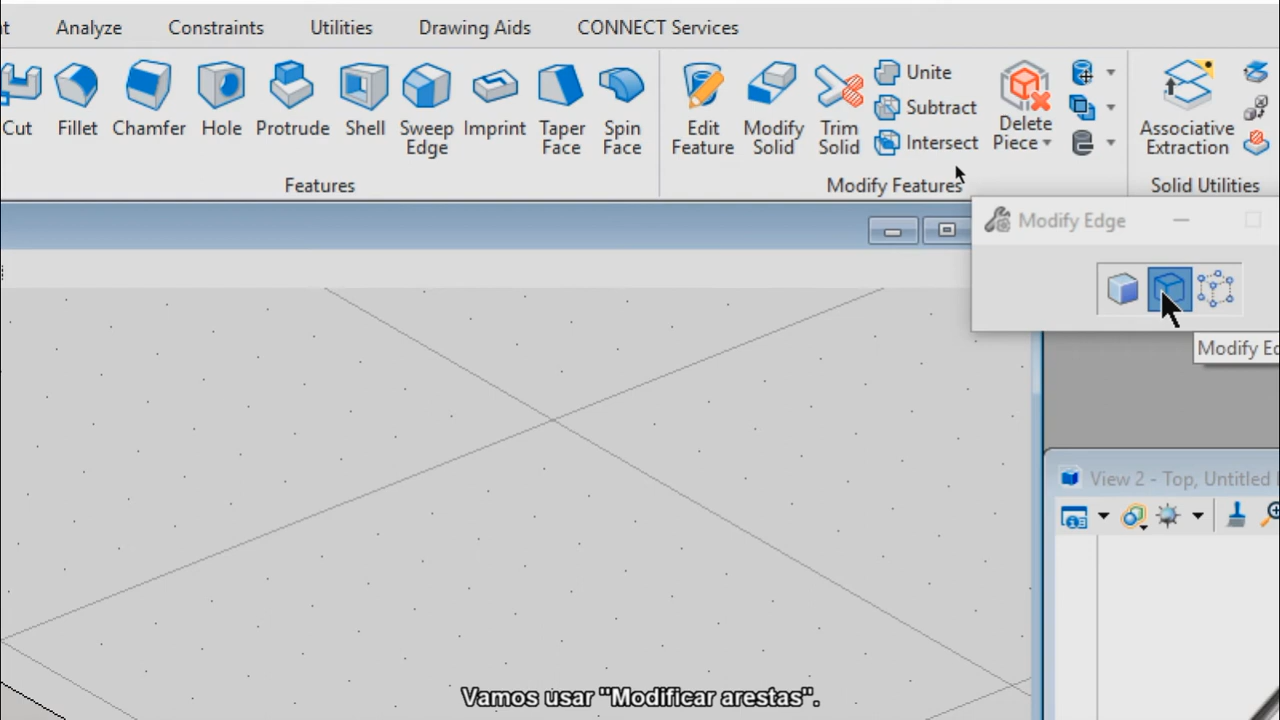 Analyze Constraints Utilities Drawing Aids CONNECT Services
Cut Fillet Chamfer Hole Protrude Shell Sweep Edge Imprint Taper Face Spin Face
Features
Edit Feature Modify Solid Trim Solid Unite Subtract Intersect Delete Piece
Modify Features
Associative Extraction
Solid Utilities
Modify Edge
Modify Ed
View 2 - Top, Untitled
Vamos usar "Modificar arestas".